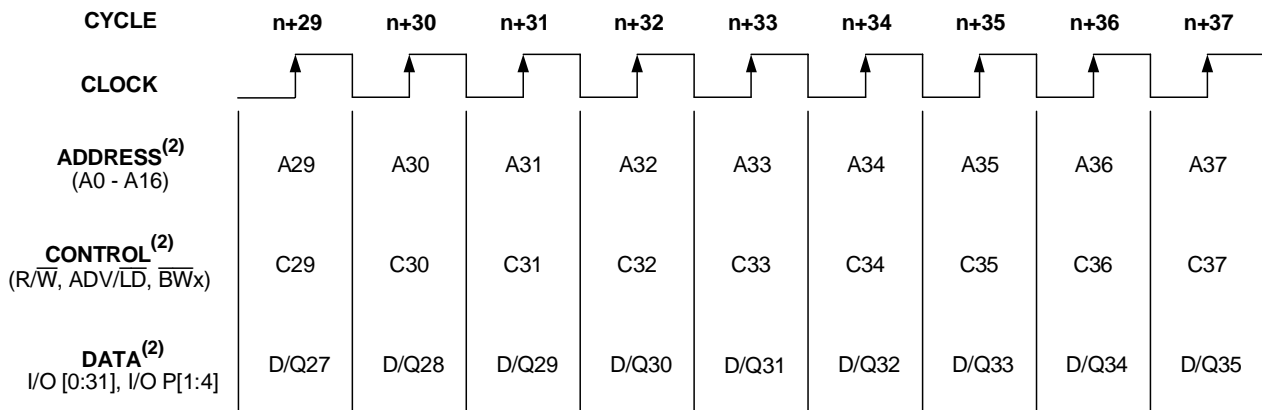 CYCLE n+29 n+30 n+31 n+32 n+33 n+34 n+35 n+36 n+37
CLOCK
ADDRESS(2)
(A0 - A16) A29 A30 A31 A32 A33 A34 A35 A36 A37
CONTROL(2)
(R/W̅, ADV/L̅D̅, B̅W̅x) C29 C30 C31 C32 C33 C34 C35 C36 C37
DATA(2)
I/O [0:31], I/O P[1:4] D/Q27 D/Q28 D/Q29 D/Q30 D/Q31 D/Q32 D/Q33 D/Q34 D/Q35